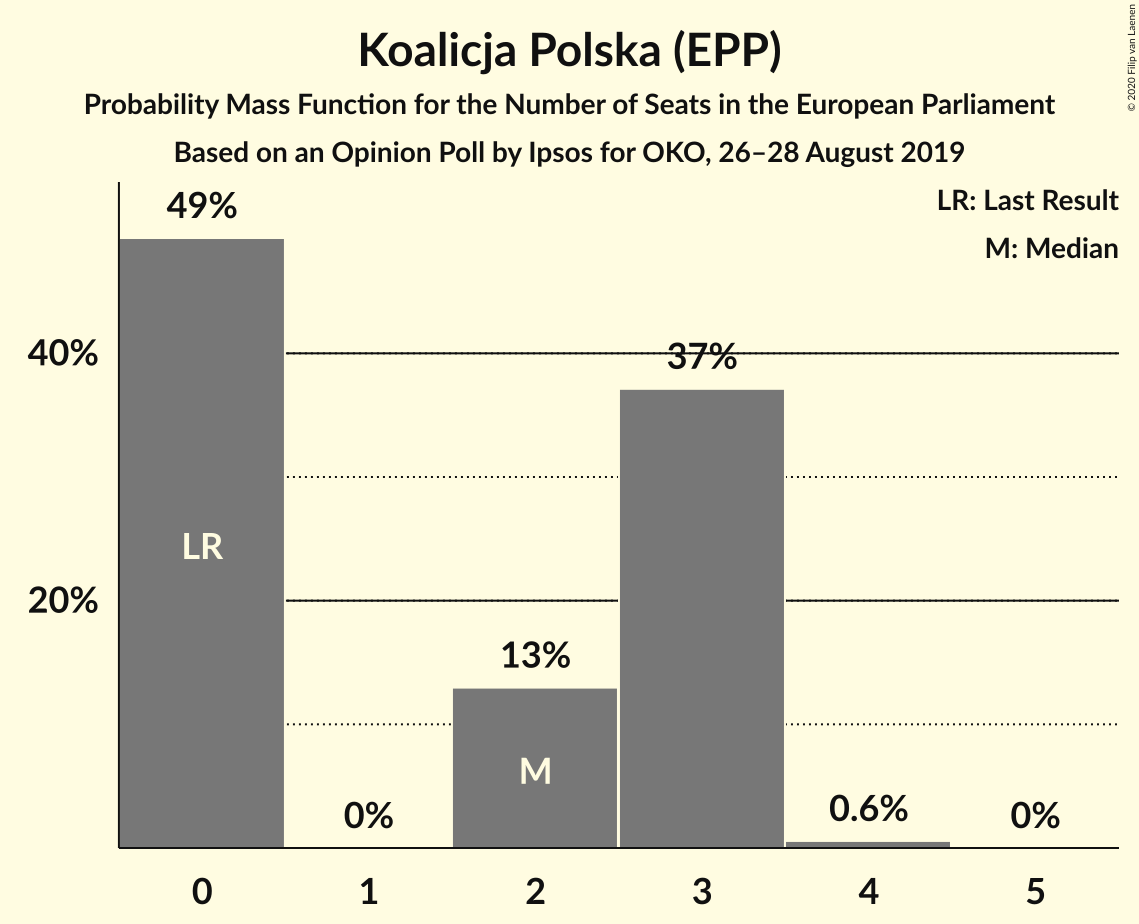 Koalicja Polska (EPP)
Probability Mass Function for the Number of Seats in the European Parliament
Based on an Opinion Poll by Ipsos for OKO, 26–28 August 2019
© 2020 Filip van Laenen
LR: Last Result
M: Median
49%
40%
37%
LR
20%
13%
M
0%
0.6%
0%
0 1 2 3 4 5